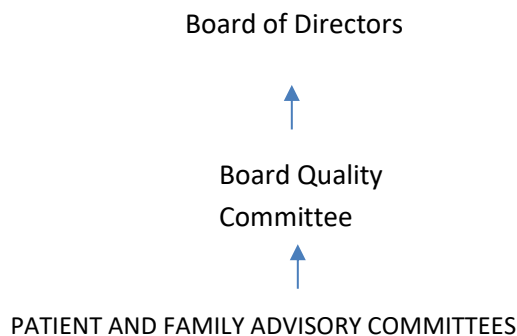 Board of Directors
Board Quality
Committee
PATIENT AND FAMILY ADVISORY COMMITTEES